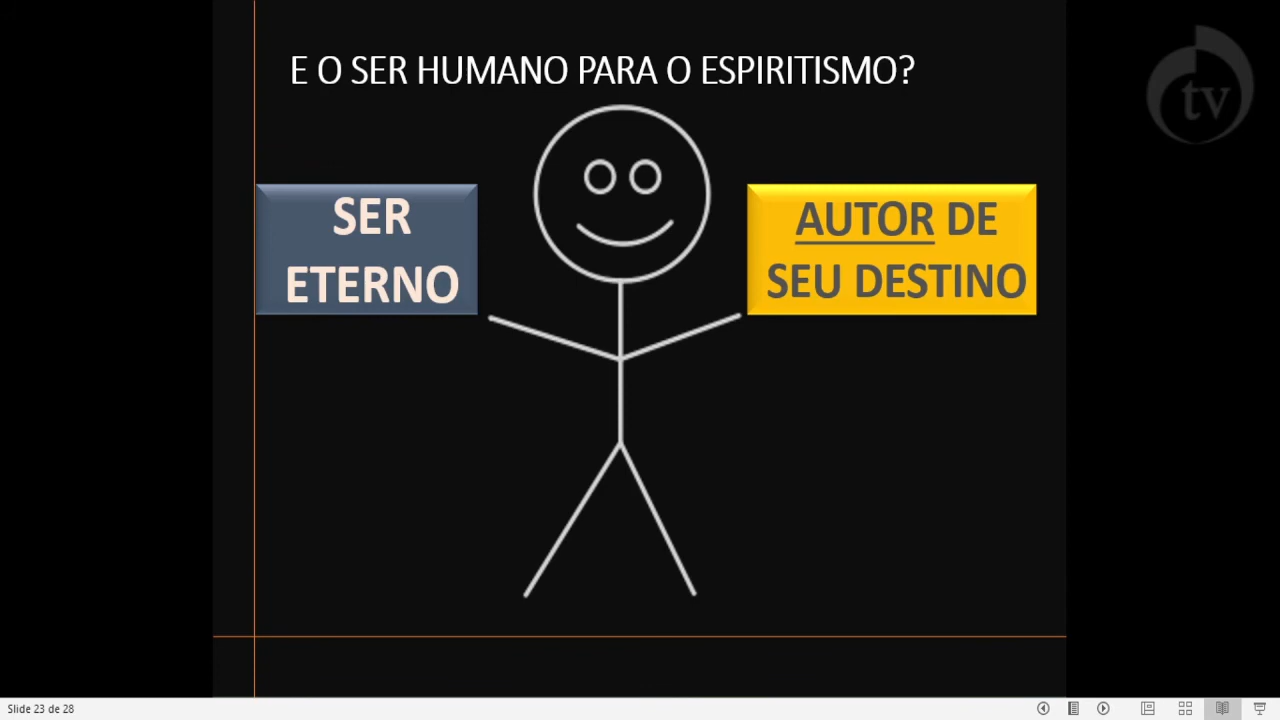 E O SER HUMANO PARA O ESPIRITISMO?
tv
SER
ETERNO
AUTOR DE
SEU DESTINO
Slide 23 de 28